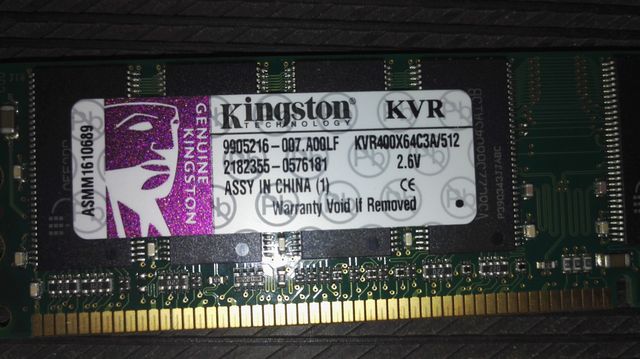 ASMM1610689
GENUINE
KINGSTON
Kingston
TECHNOLOGY
KVR
9905216-007.A00LF
KVR400X64C3A/512
2182355-0576181
2.6V
ASSY IN CHINA (1)
CE
Warranty Void If Removed
Pb